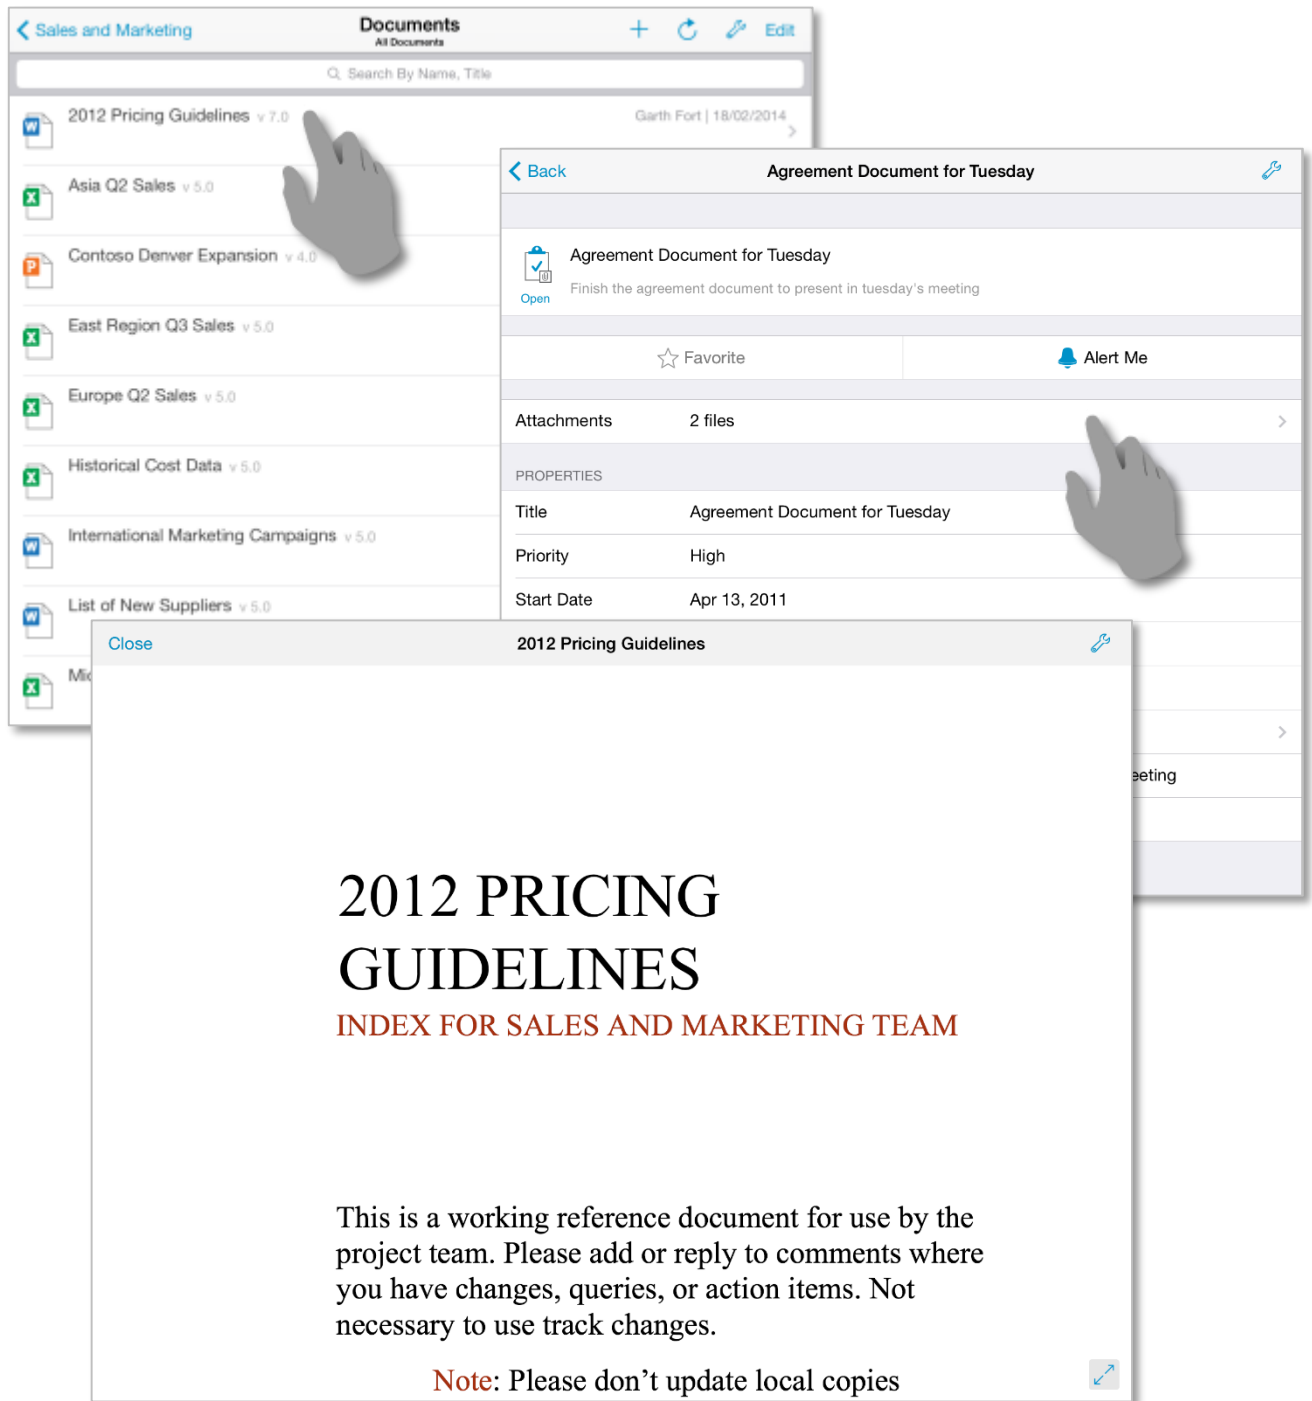 Sales and Marketing
Documents
All Documents
Edit
Search By Name, Title
2012 Pricing Guidelines v 7.0
Garth Fort | 18/02/2014
Asia Q2 Sales v 5.0
Contoso Denver Expansion v 4.0
East Region Q3 Sales v 5.0
Europe Q2 Sales v 5.0
Historical Cost Data v 5.0
International Marketing Campaigns v 5.0
List of New Suppliers v 5.0
Back
Agreement Document for Tuesday
Agreement Document for Tuesday
Finish the agreement document to present in tuesday's meeting
Open
Favorite
Alert Me
Attachments 2 files
PROPERTIES
Title Agreement Document for Tuesday
Priority High
Start Date Apr 13, 2011
eeting
Close
2012 Pricing Guidelines
2012 PRICING
GUIDELINES
INDEX FOR SALES AND MARKETING TEAM
This is a working reference document for use by the
project team. Please add or reply to comments where
you have changes, queries, or action items. Not
necessary to use track changes.
Note: Please don’t update local copies